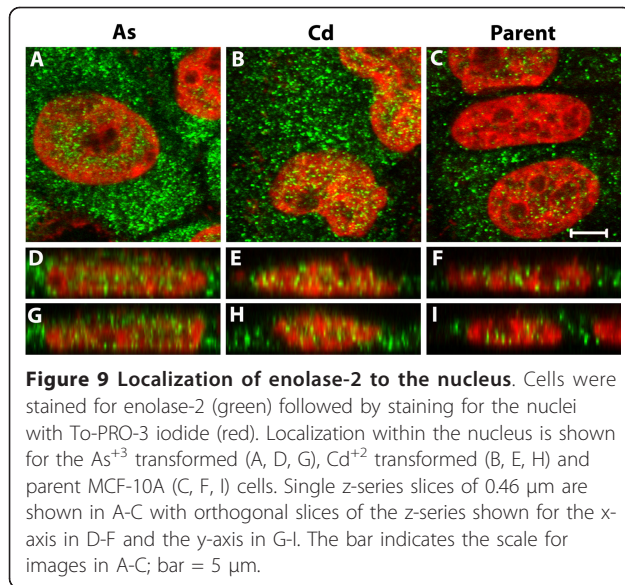 As Cd Parent
A B C
D E F
G H I
Figure 9 Localization of enolase-2 to the nucleus. Cells were
stained for enolase-2 (green) followed by staining for the nuclei
with To-PRO-3 iodide (red). Localization within the nucleus is shown
for the As⁺³ transformed (A, D, G), Cd⁺² transformed (B, E, H) and
parent MCF-10A (C, F, I) cells. Single z-series slices of 0.46 μm are
shown in A-C with orthogonal slices of the z-series shown for the x-
axis in D-F and the y-axis in G-I. The bar indicates the scale for
images in A-C; bar = 5 μm.